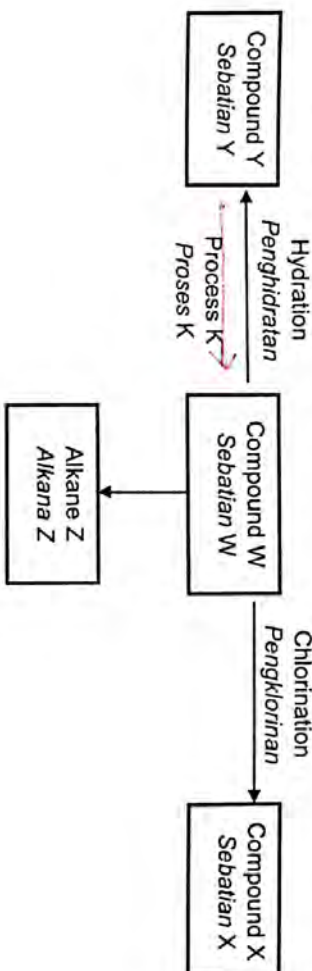 Compound Y
Sebatian Y
Hydration
Penghidratan
Process K
Proses K
Compound W
Sebatian W
Chlorination
Pengklorinan
Compound X
Sebatian X
Alkane Z
Alkana Z